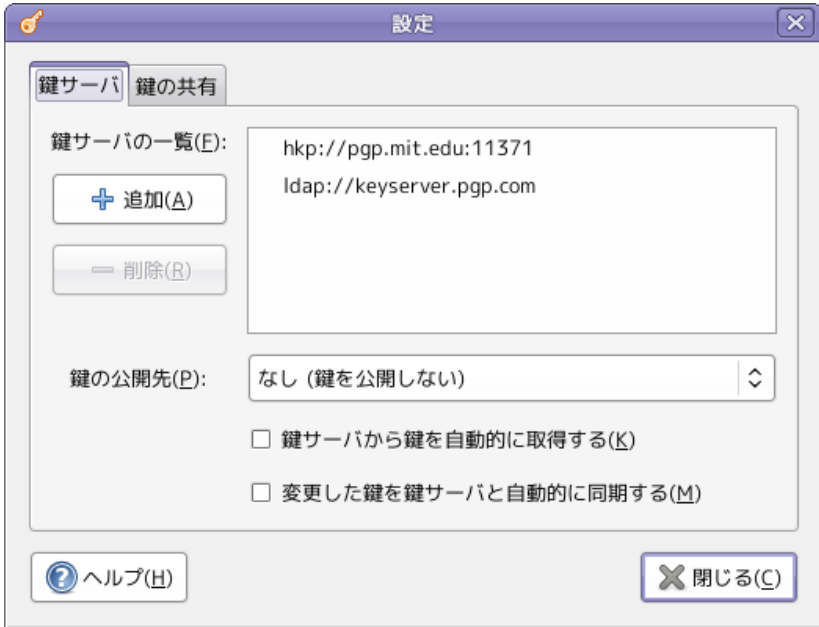 設定
鍵サーバ 鍵の共有
鍵サーバの一覧(F):
hkp://pgp.mit.edu:11371
ldap://keyserver.pgp.com
追加(A)
削除(R)
鍵の公開先(P): なし (鍵を公開しない)
鍵サーバから鍵を自動的に取得する(K)
変更した鍵を鍵サーバと自動的に同期する(M)
ヘルプ(H) 閉じる(C)